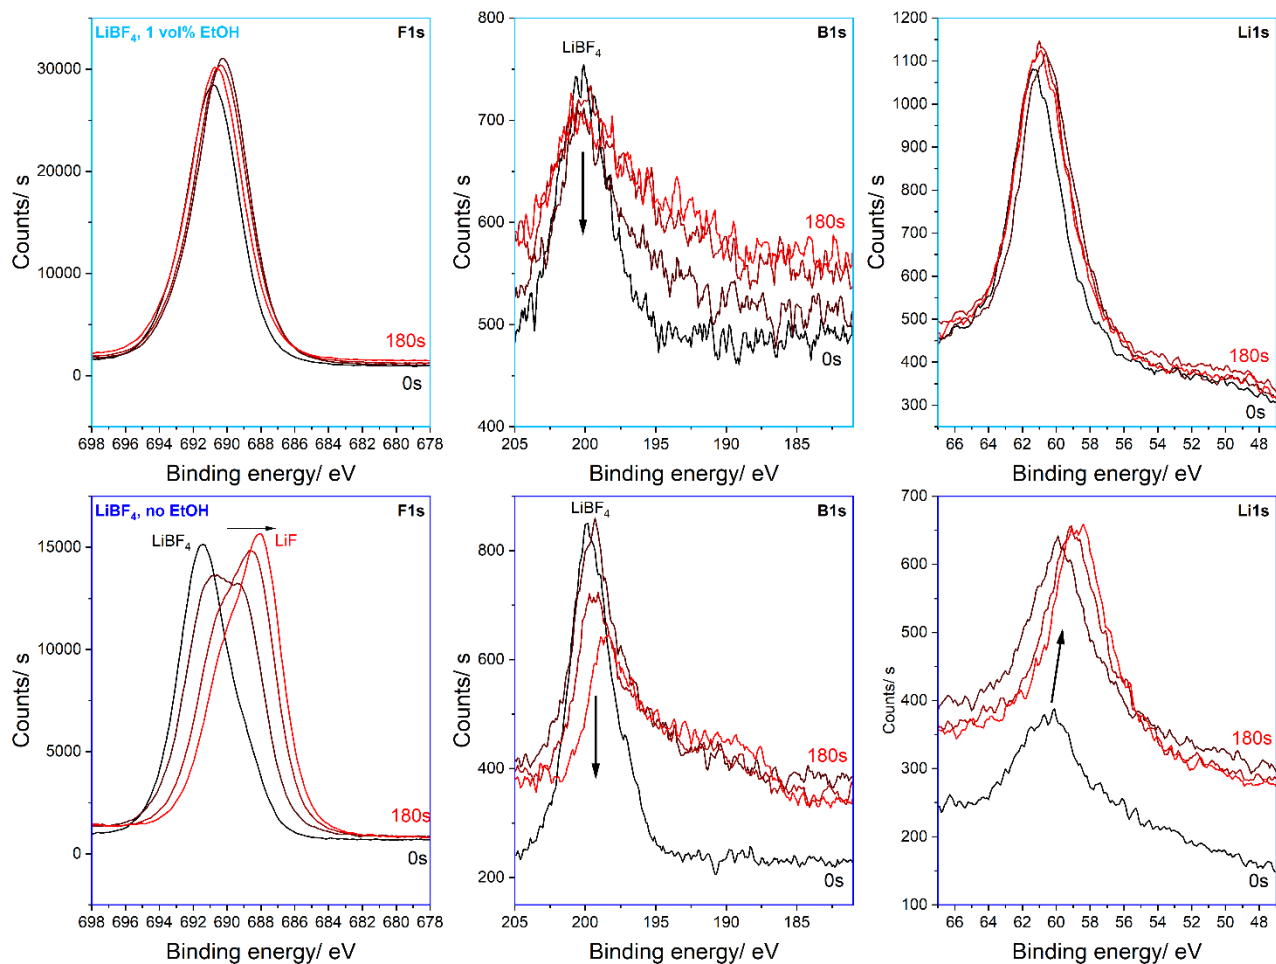 LiBF4, 1 vol% EtOH
F1s
Counts/ s
30000
20000
10000
0
180s
0s
698 696 694 692 690 688 686 684 682 680 678
Binding energy/ eV
B1s
LiBF4
Counts/ s
800
700
600
500
400
180s
0s
205 200 195 190 185
Binding energy/ eV
Li1s
Counts/ s
1200
1100
1000
900
800
700
600
500
400
300
180s
0s
66 64 62 60 58 56 54 52 50 48
Binding energy/ eV
LiBF4, no EtOH
F1s
LiBF4
LiF
Counts/ s
15000
10000
5000
0
180s
0s
698 696 694 692 690 688 686 684 682 680 678
Binding energy/ eV
B1s
LiBF4
Counts/ s
800
600
400
200
180s
0s
205 200 195 190 185
Binding energy/ eV
Li1s
Counts/ s
700
650
600
550
500
450
400
350
300
250
200
150
100
180s
0s
66 64 62 60 58 56 54 52 50 48
Binding energy/ eV